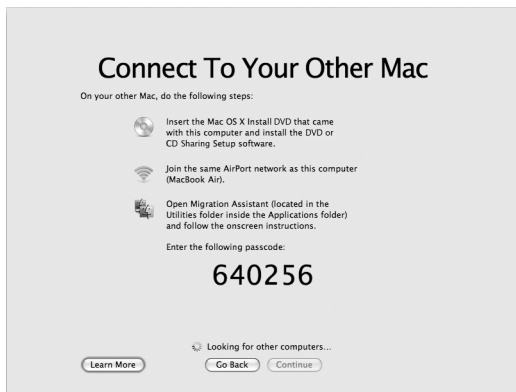 Connect To Your Other Mac
On your other Mac, do the following steps:
Insert the Mac OS X Install DVD that came
with this computer and install the DVD or
CD Sharing Setup software.
Join the same AirPort network as this computer
(MacBook Air).
Open Migration Assistant (located in the
Utilities folder inside the Applications folder)
and follow the onscreen instructions.
Enter the following passcode:
640256
Looking for other computers...
Learn More
Go Back
Continue